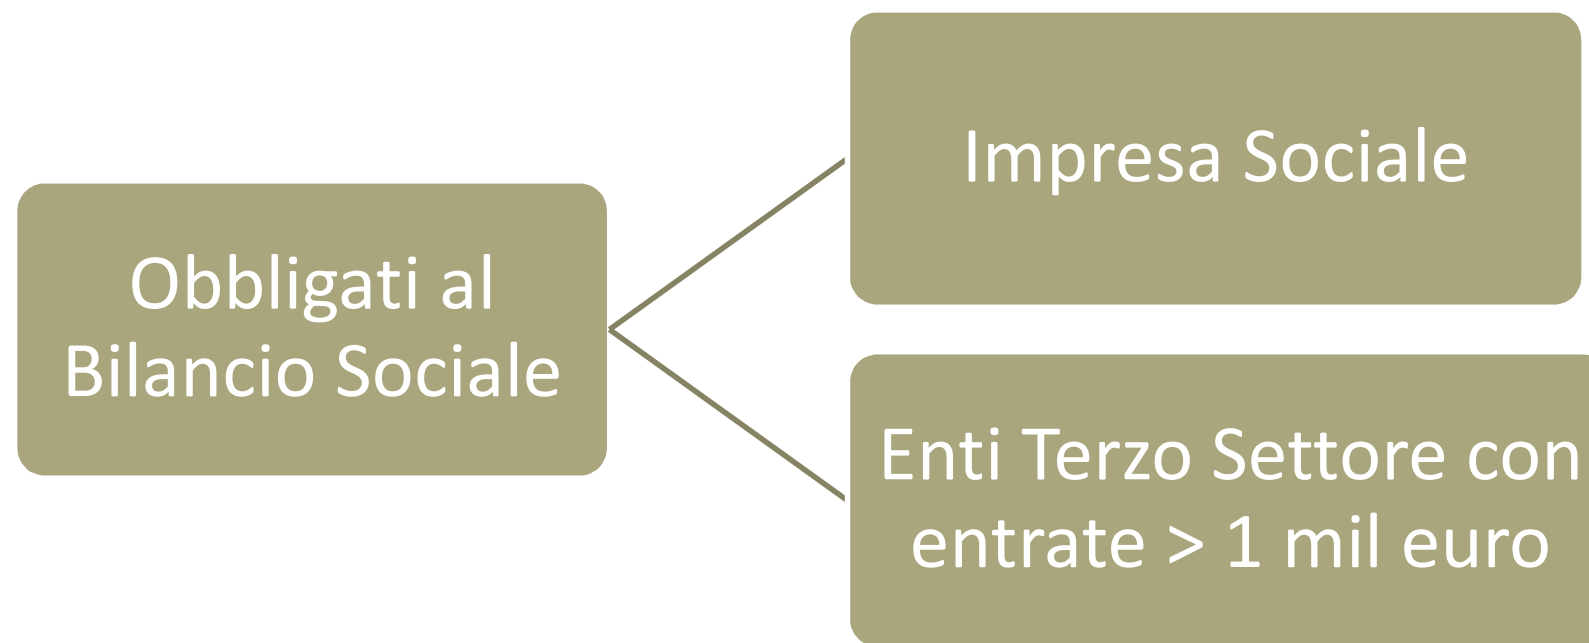 Obbligati al
Bilancio Sociale
Impresa Sociale
Enti Terzo Settore con
entrate > 1 mil euro